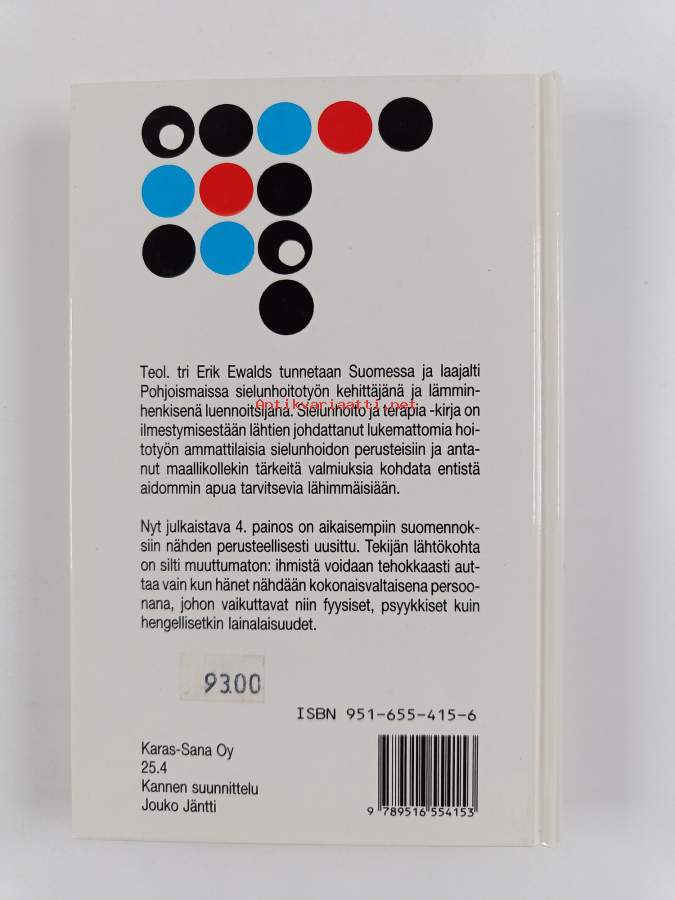 Teol. tri Erik Ewalds tunnetaan Suomessa ja laajalti
Pohjoismaissa sielunhoitotyön kehittäjänä ja lämmin-
henkisenä luennoitsijana. Sielunhoito ja terapia -kirja on
Antikvariaatti.net
ilmestymisestään lähtien johdattanut lukemattomia hoi-
totyön ammattilaisia sielunhoidon perusteisiin ja anta-
nut maallikollekin tärkeitä valmiuksia kohdata entistä
aidommin apua tarvitsevia lähimmäisiään.
Nyt julkaistava 4. painos on aikaisempiin suomennok-
siin nähden perusteellisesti uusittu. Tekijän lähtökohta
on silti muuttumaton: ihmistä voidaan tehokkaasti aut-
taa vain kun hänet nähdään kokonaisvaltaisena persoo-
nana, johon vaikuttavat niin fyysiset, psyykkiset kuin
hengellisetkin lainalaisuudet.
93.00
ISBN 951-655-415-6
Karas-Sana Oy
25.4
Kannen suunnittelu
Jouko Jäntti
9 789516 554153